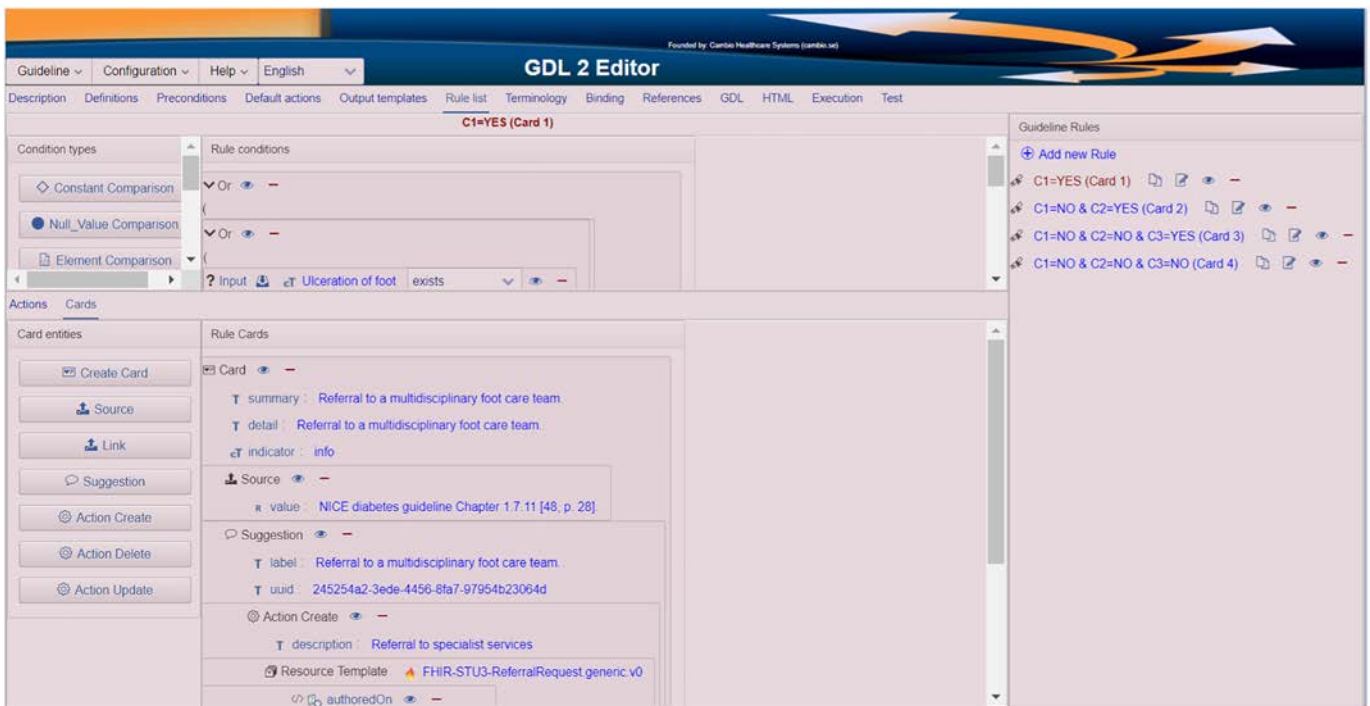 Founded by: Cambio Healthcare Systems (cambio.se)
Guideline Configuration Help English GDL 2 Editor
Description Definitions Preconditions Default actions Output templates Rule list Terminology Binding References GDL HTML Execution Test
C1=YES (Card 1)
Guideline Rules
Condition types
Rule conditions
Add new Rule
Constant Comparison
Or
C1=YES (Card 1)
(
C1=NO & C2=YES (Card 2)
Null_Value Comparison
Or
C1=NO & C2=NO & C3=YES (Card 3)
(
Element Comparison
C1=NO & C2=NO & C3=NO (Card 4)
? Input cT Ulceration of foot exists
Actions Cards
Card entities
Rule Cards
Create Card
Card
Source
T summary : Referral to a multidisciplinary foot care team.
T detail : Referral to a multidisciplinary foot care team.
Link
cT indicator : info
Suggestion
Source
R value : NICE diabetes guideline Chapter 1.7.11 [48, p. 28].
Action Create
Suggestion
Action Delete
T label : Referral to a multidisciplinary foot care team.
Action Update
T uuid : 245254a2-3ede-4456-8fa7-97954b23064d
Action Create
T description : Referral to specialist services
Resource Template FHIR-STU3-ReferralRequest.generic.v0
</> authoredOn